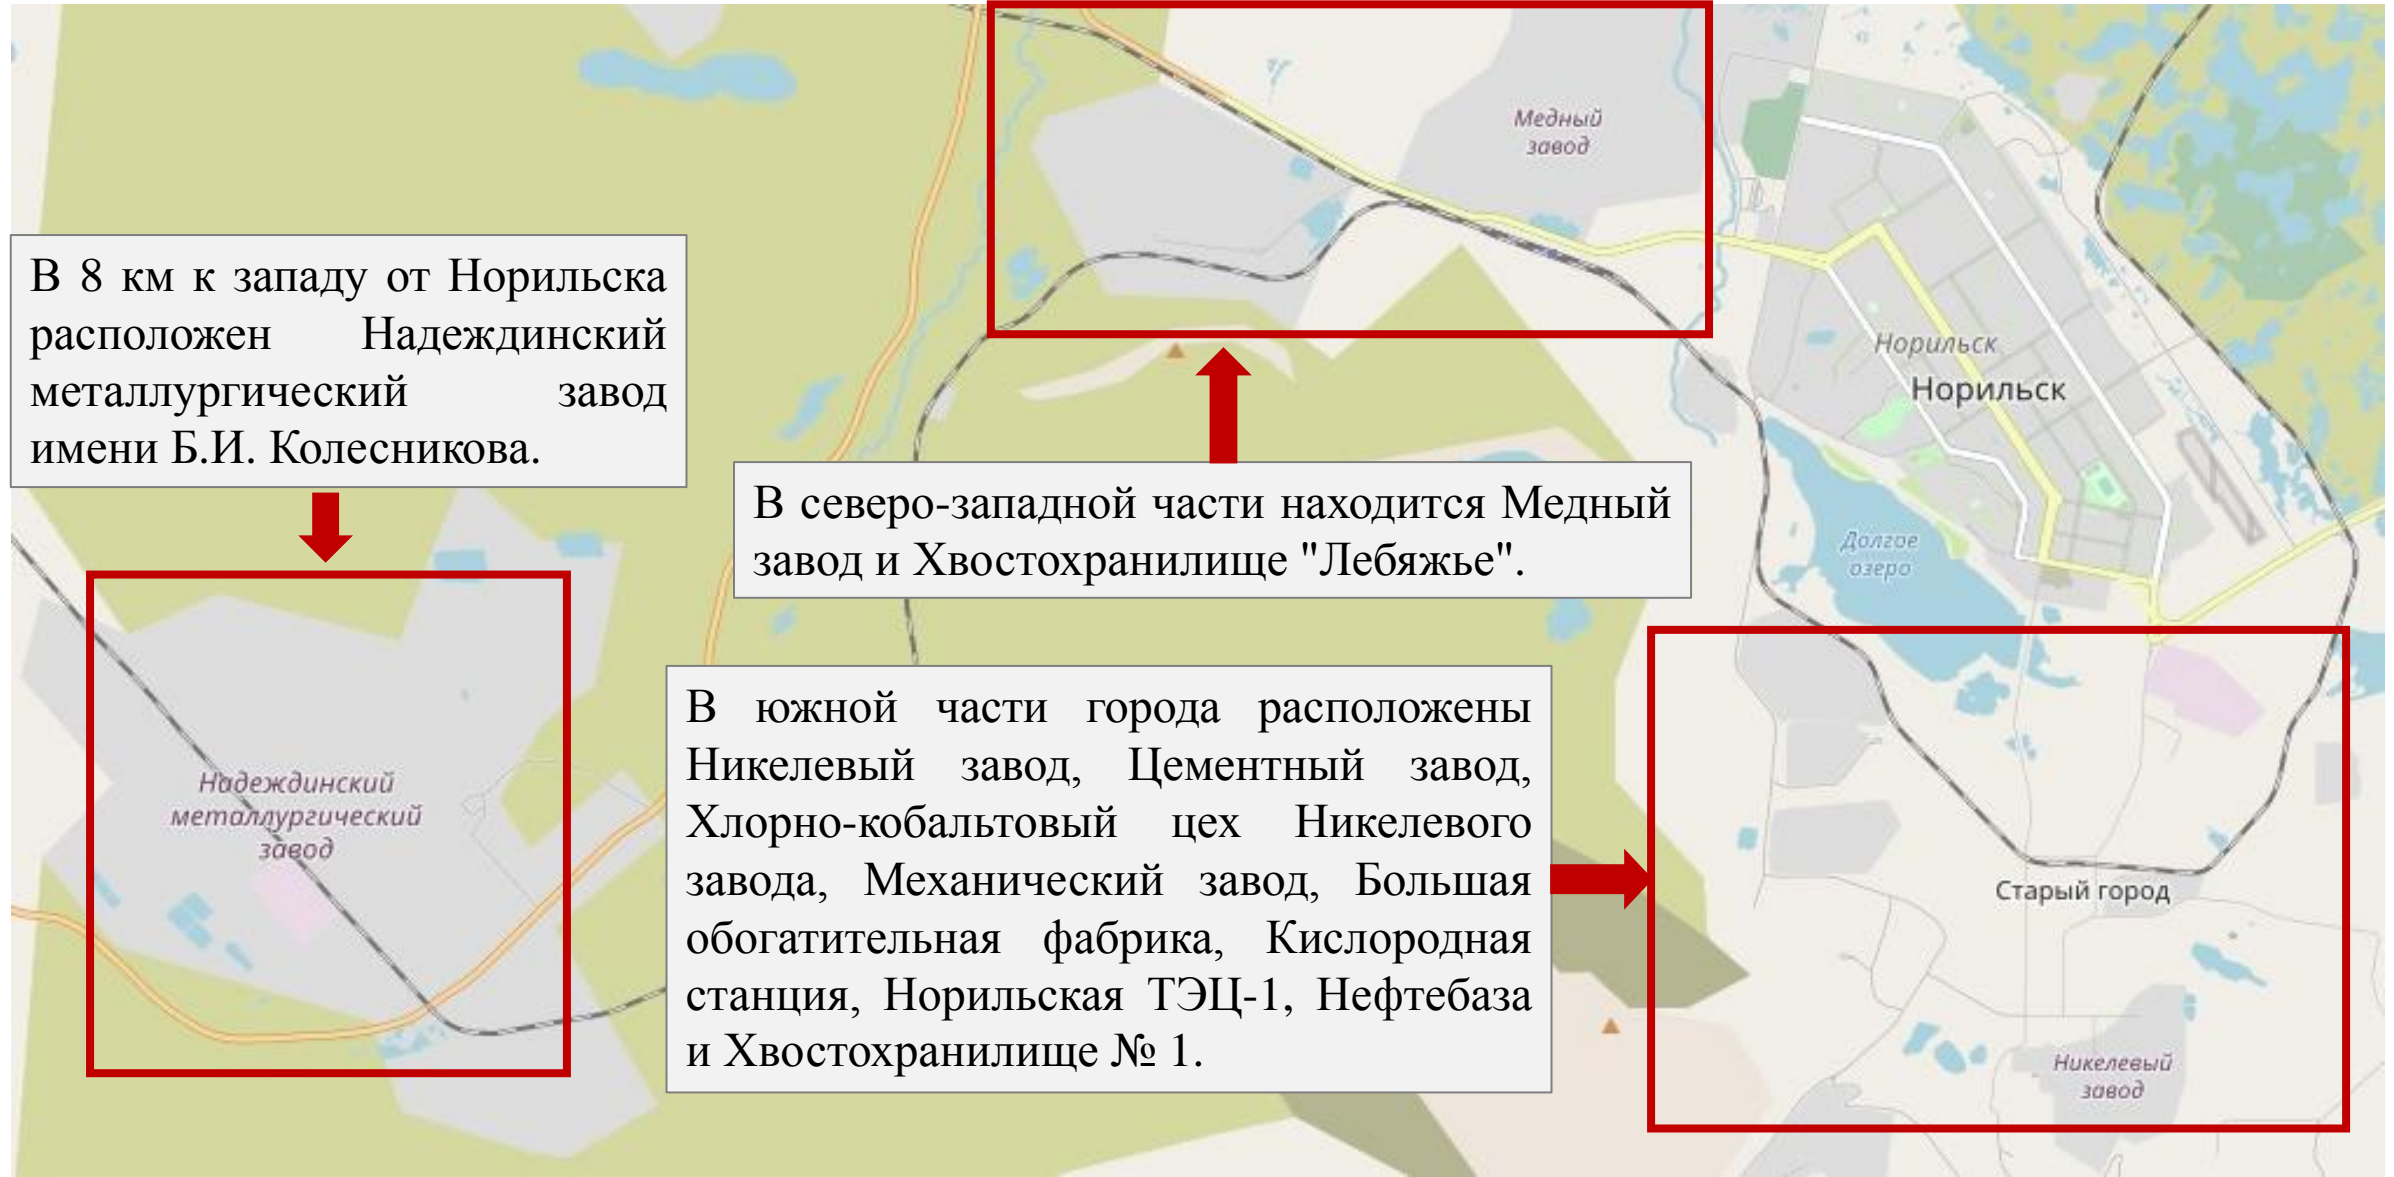 Медный
завод
В 8 км к западу от Норильска
расположен Надеждинский
металлургический завод
имени Б.И. Колесникова.
Норильск
Норильск
В северо-западной части находится Медный
завод и Хвостохранилище "Лебяжье".
Долгое
озеро
В южной части города расположены
Никелевый завод, Цементный завод,
Хлорно-кобальтовый цех Никелевого
завода, Механический завод, Большая
обогатительная фабрика, Кислородная
станция, Норильская ТЭЦ-1, Нефтебаза
и Хвостохранилище № 1.
Надеждинский
металлургический
завод
Старый город
Никелевый
завод